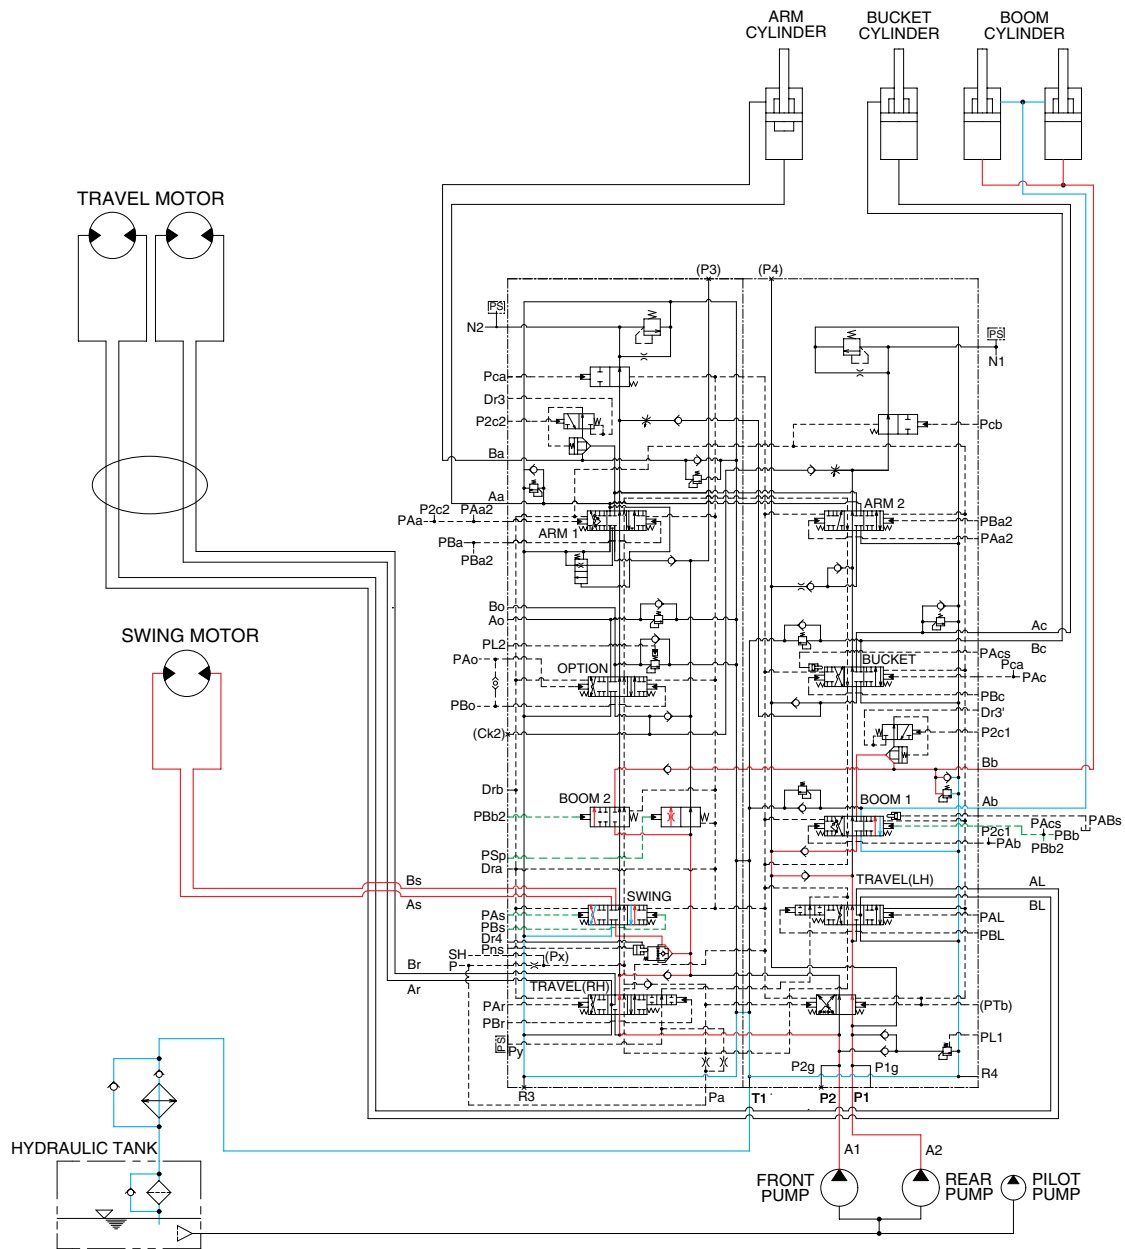 ARM
CYLINDER
BUCKET
CYLINDER
BOOM
CYLINDER
TRAVEL MOTOR
(P3)
(P4)
PS
N2
PS
N1
Pca
Dr3
P2c2
Pcb
Ba
Aa
P2c2
PAa2
PAa
ARM 1
ARM 2
PBa2
PBa
PAa2
PBa2
Bo
Ao
Ac
SWING MOTOR
PL2
Bc
PAo
OPTION
BUCKET
PAcs
Pca
PAc
PBo
PBc
Dr3'
(Ck2)
P2c1
Bb
Drb
BOOM 2
BOOM 1
Ab
PBb2
P2c1
PAcs
PABs
PBb
PAb
PBb2
PSp
Dra
TRAVEL(LH)
Bs
AL
As
SWING
BL
PAs
PAL
PBs
PBL
Dr4
Pns
SH
(Px)
P
Br
TRAVEL(RH)
Ar
PAr
(PTb)
PBr
PS
Py
PL1
P2g
P1g
R4
R3
Pa
T1
P2
P1
HYDRAULIC TANK
A1
A2
FRONT
PUMP
REAR
PUMP
PILOT
PUMP